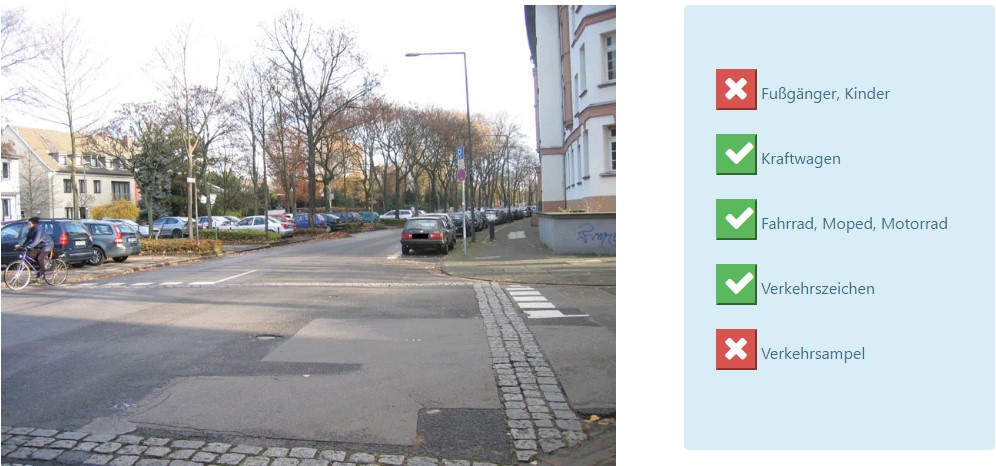 Fußgänger, Kinder
Kraftwagen
Fahrrad, Moped, Motorrad
Verkehrszeichen
Verkehrsampel